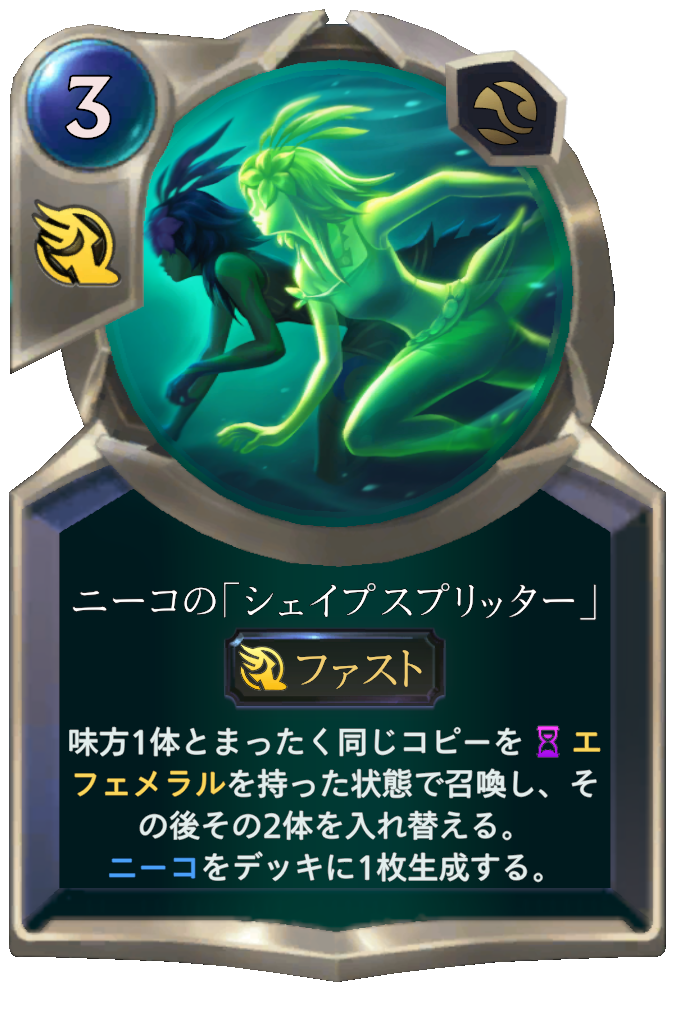 3
ニーコの「シェイプスプリッター」
ファスト
味方1体とまったく同じコピーを エ
フェメラルを持った状態で召喚し、そ
の後その2体を入れ替える。
ニーコをデッキに1枚生成する。